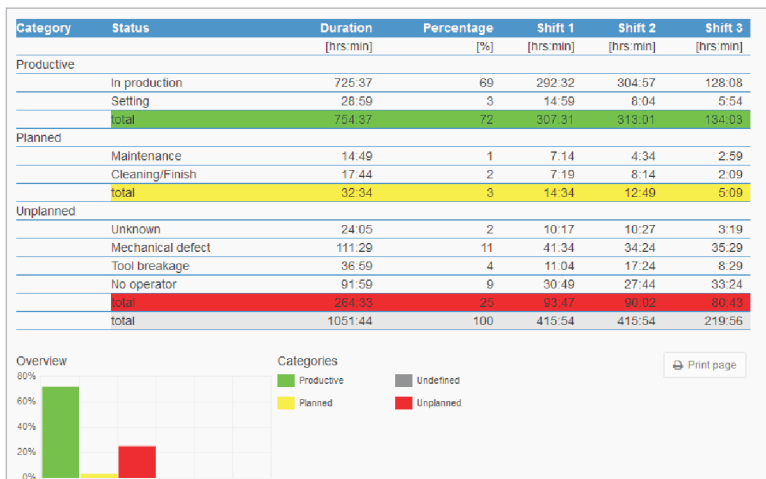 Category Status Duration Percentage Shift 1 Shift 2 Shift 3
[hrs:min] [%] [hrs:min] [hrs:min] [hrs:min]
Productive
In production 725:37 69 292:32 304:57 128:08
Setting 28:59 3 14:59 8:04 5:54
total 754:37 72 307:31 313:01 134:03
Planned
Maintenance 14:49 1 7:14 4:34 2:59
Cleaning/Finish 17:44 2 7:19 8:14 2:09
total 32:34 3 14:34 12:49 5:09
Unplanned
Unknown 24:05 2 10:17 10:27 3:19
Mechanical defect 111:29 11 41:34 34:24 35:29
Tool breakage 36:59 4 11:04 17:24 8:29
No operator 91:59 9 30:49 27:44 33:24
total 264:33 25 93:47 90:02 80:43
total 1051:44 100 415:54 415:54 219:56
Overview Categories
Print page
80%
Productive Undefined
60%
Planned Unplanned
40%
20%
0%